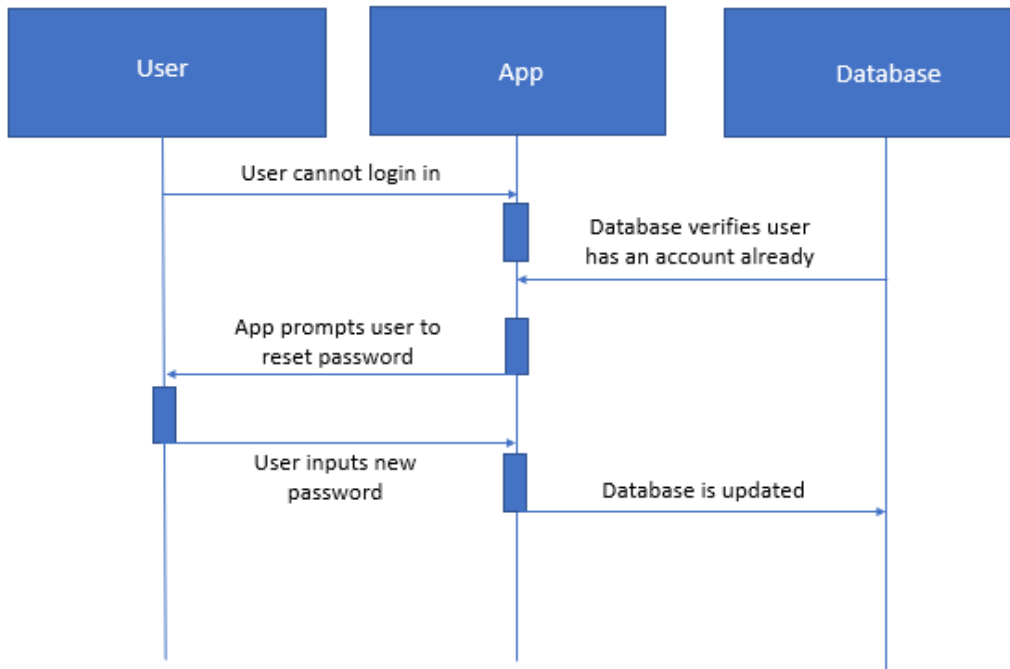 User
App
Database
User cannot login in
Database verifies user
has an account already
App prompts user to
reset password
User inputs new
password
Database is updated